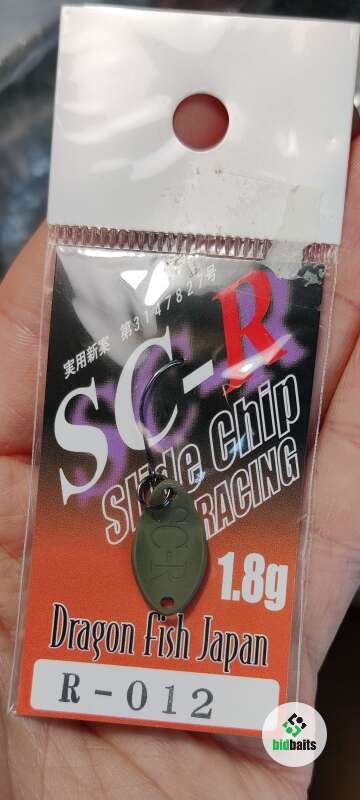 実用新案 第3147827号
SC-R
Slide Chip
RACING
SC-R
1.8g
Dragon Fish Japan
R-012
bidbaits